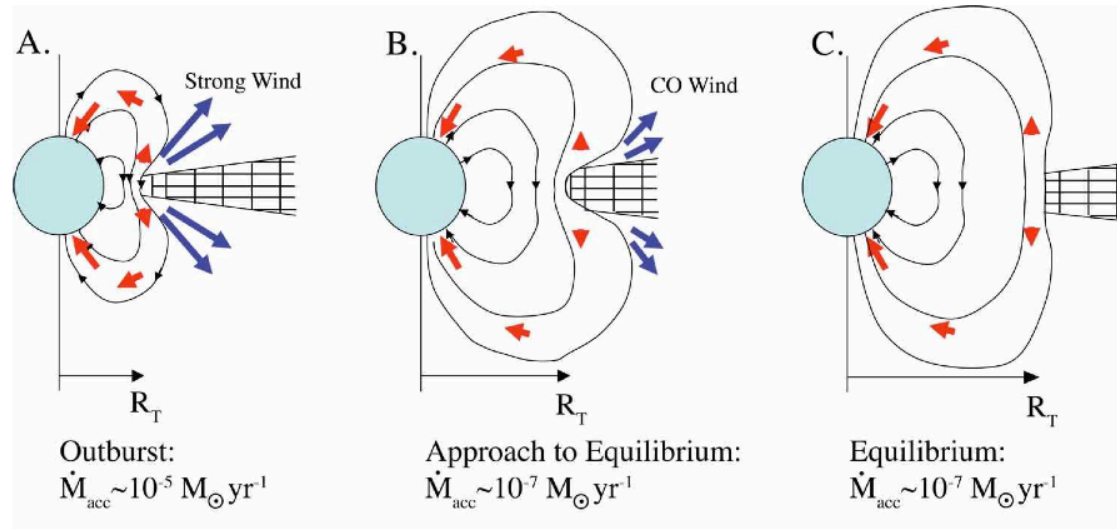 A.
B.
C.
Strong Wind
CO Wind
R_T
R_T
R_T
Outburst:
Ṁ_acc~10^-5 M_⊙ yr^-1
Approach to Equilibrium:
Ṁ_acc~10^-7 M_⊙ yr^-1
Equilibrium:
Ṁ_acc~10^-7 M_⊙ yr^-1